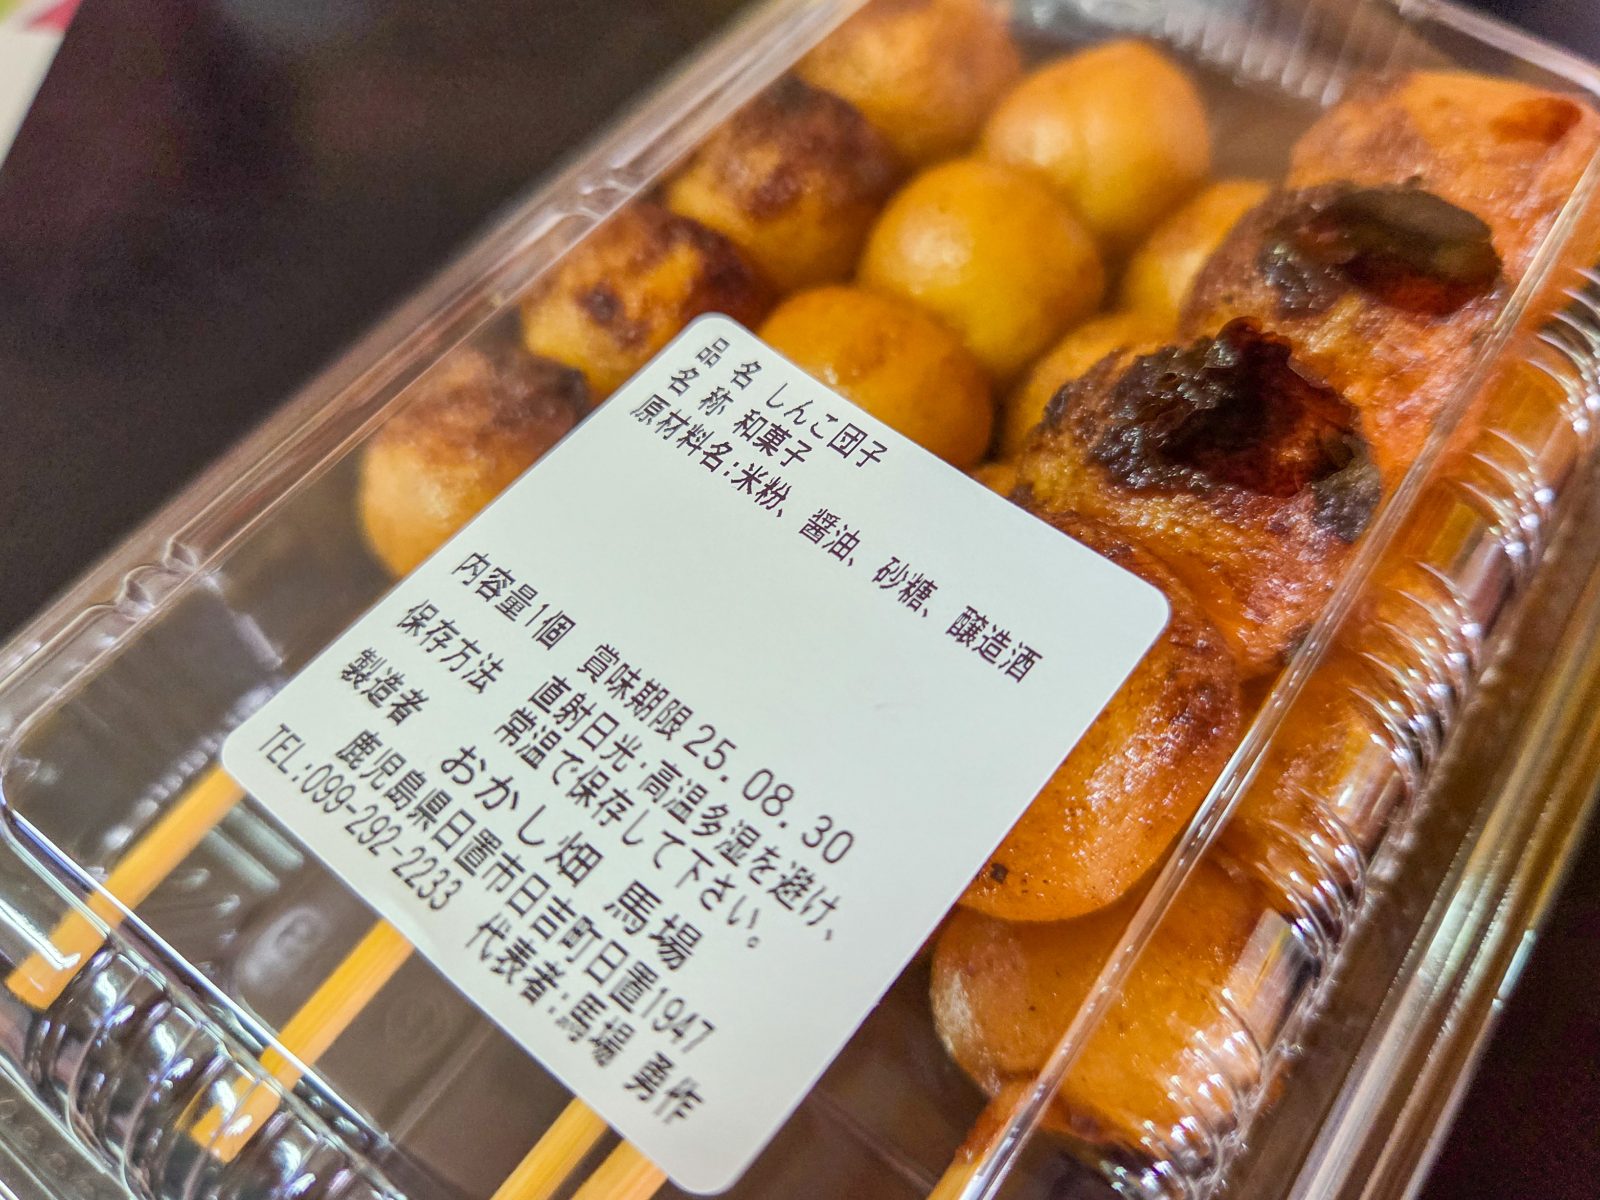 品名 しんこ団子
名称 和菓子
原材料名:米粉、醤油、砂糖、醸造酒
内容量1個 賞味期限25.08.30
保存方法 直射日光.高温多湿を避け、
常温で保存して下さい。
製造者 おかし畑 馬場
鹿児島県日置市日吉町日置1947
TEL:099-292-2233 代表者:馬場 勇作